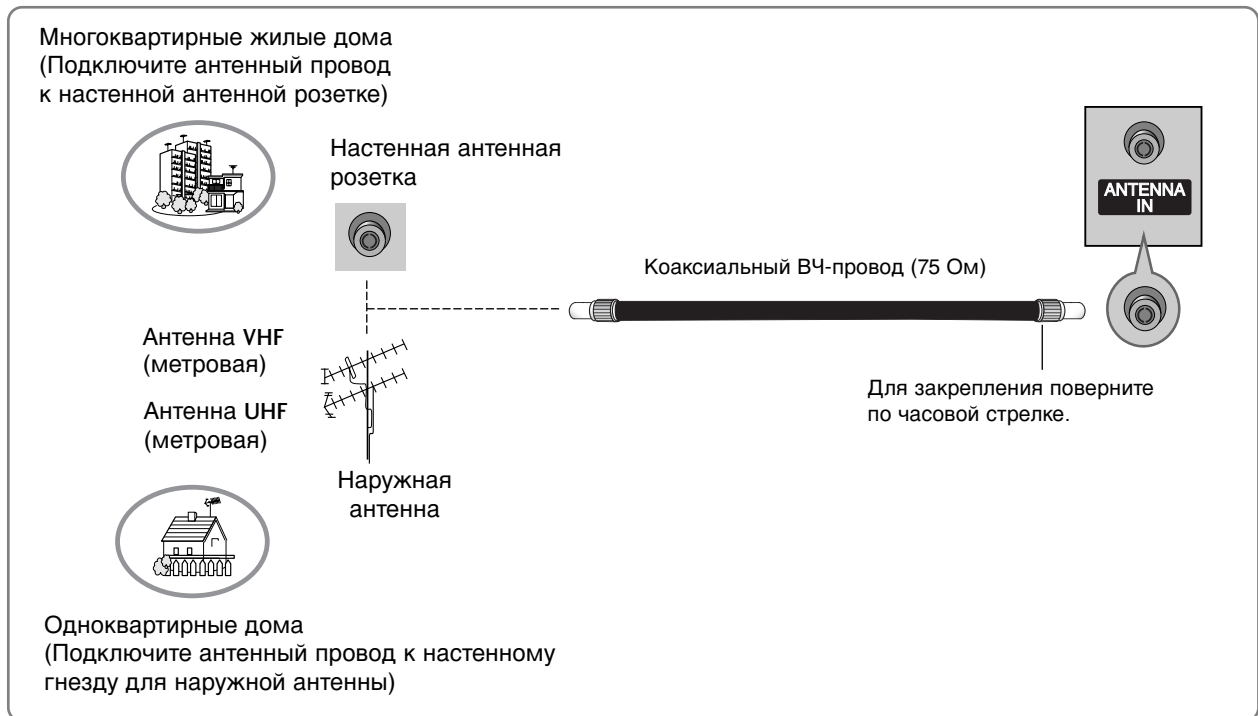 Многоквартирные жилые дома
(Подключите антенный провод
к настенной антенной розетке)
Настенная антенная
розетка
ANTENNA
IN
Коаксиальный ВЧ-провод (75 Ом)
Антенна VHF
(метровая)
Антенна UHF
(метровая)
Для закрепления поверните
по часовой стрелке.
Наружная
антенна
Одноквартирные дома
(Подключите антенный провод к настенному
гнезду для наружной антенны)